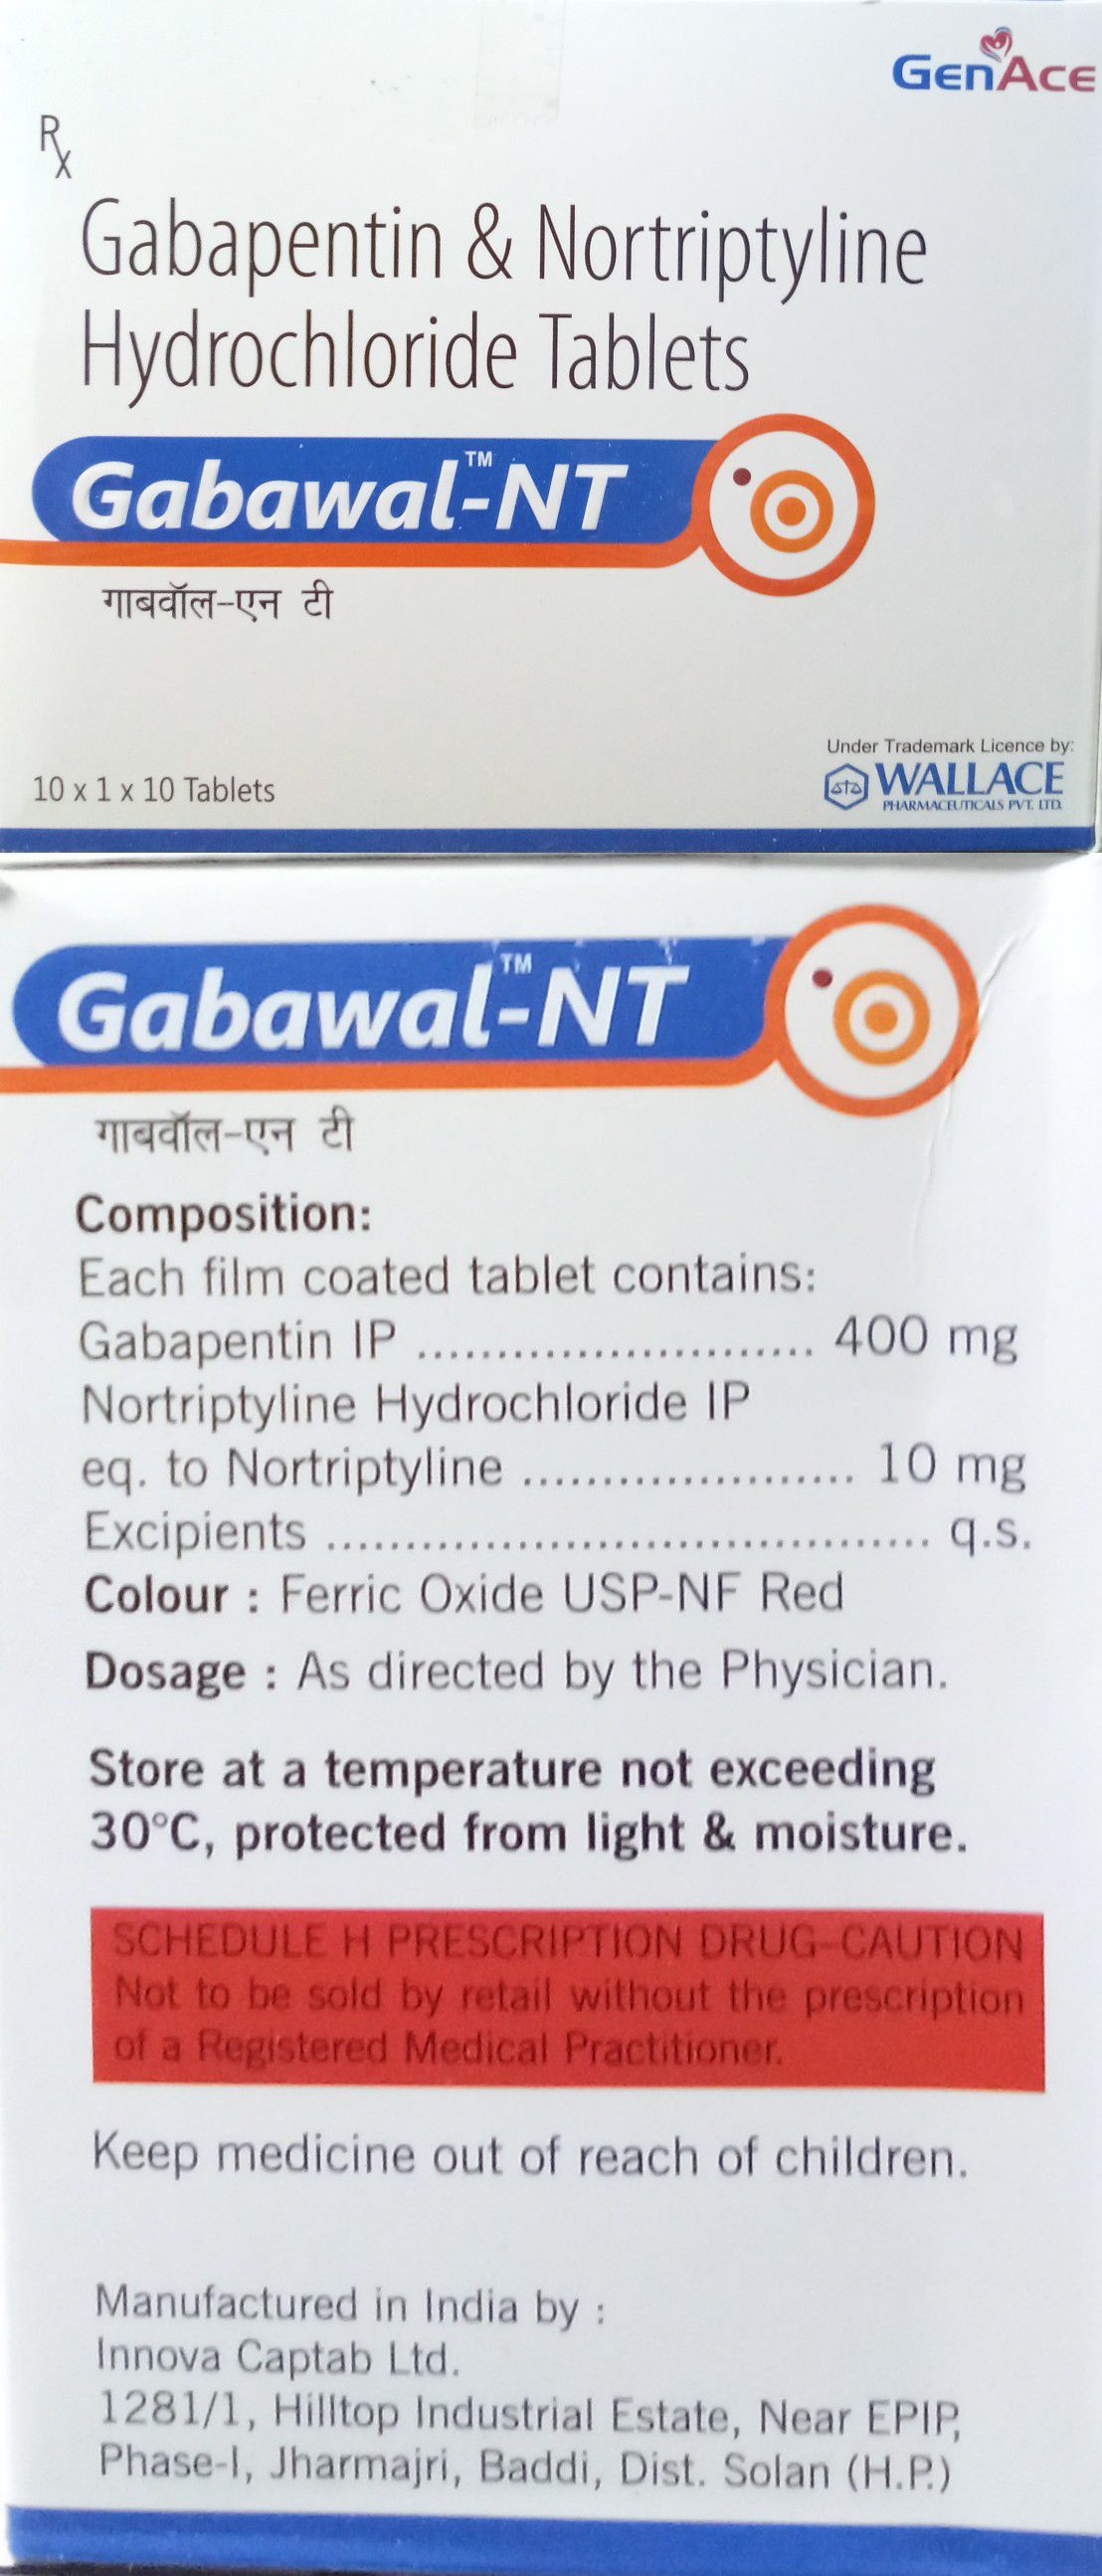 GenAce
Rx
Gabapentin & Nortriptyline
Hydrochloride Tablets
Gabawal™-NT
गाबवॉल-एन टी
Under Trademark Licence by:
WALLACE
PHARMACEUTICALS PVT. LTD.
10 x 1 x 10 Tablets
Gabawal™-NT
गाबवॉल-एन टी
Composition:
Each film coated tablet contains:
Gabapentin IP ......................... 400 mg
Nortriptyline Hydrochloride IP
eq. to Nortriptyline ..................... 10 mg
Excipients ...................................... q.s.
Colour : Ferric Oxide USP-NF Red
Dosage : As directed by the Physician.
Store at a temperature not exceeding
30°C, protected from light & moisture.
SCHEDULE H PRESCRIPTION DRUG-CAUTION
Not to be sold by retail without the prescription
of a Registered Medical Practitioner.
Keep medicine out of reach of children.
Manufactured in India by :
Innova Captab Ltd.
1281/1, Hilltop Industrial Estate, Near EPIP,
Phase-I, Jharmajri, Baddi, Dist. Solan (H.P.)